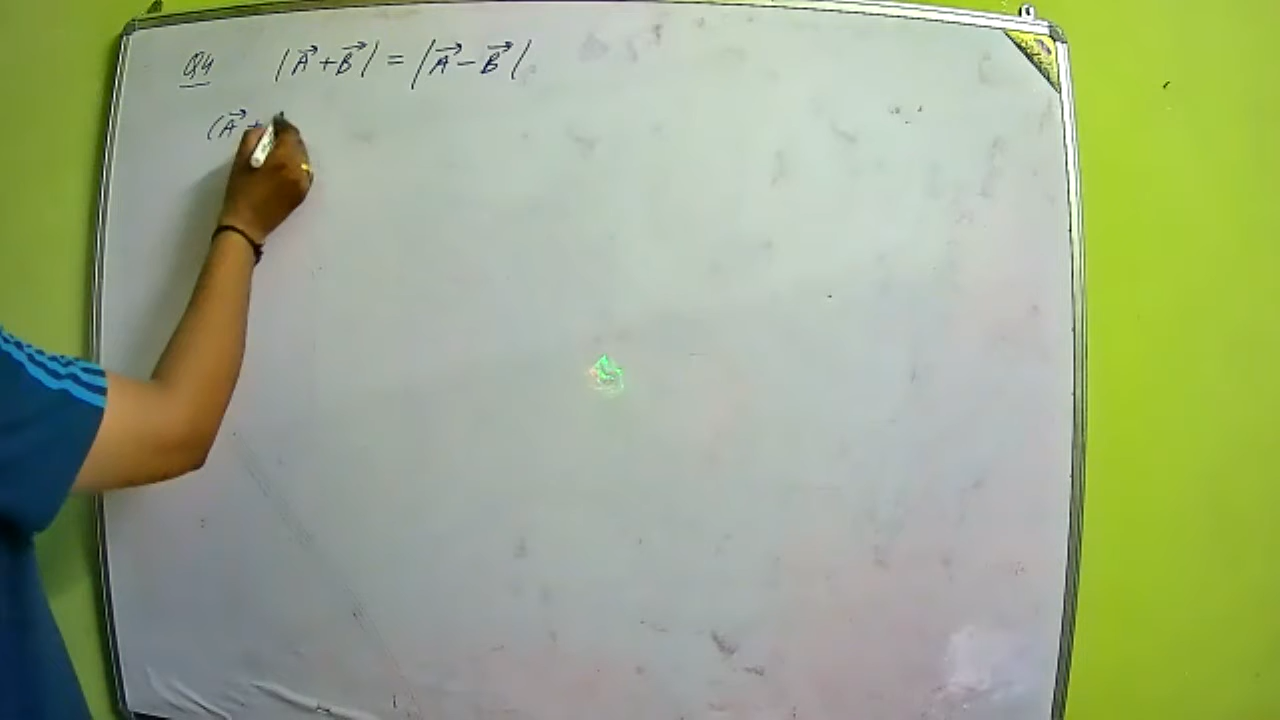 Q4 |A⃗ + B⃗| = |A⃗ − B⃗|
(A⃗ +